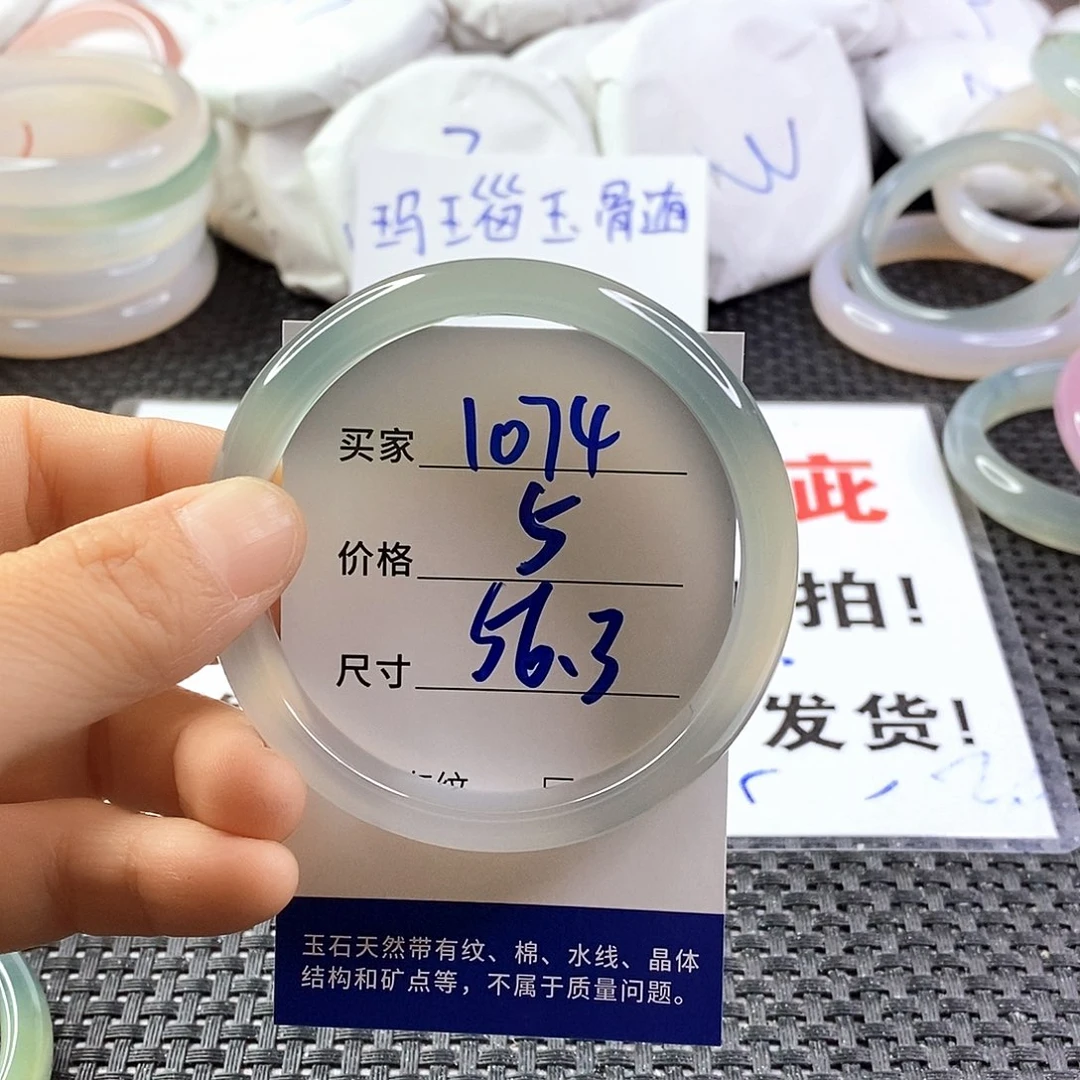 玛瑙玉骨髓
买家 1074
价格 5
尺寸 56.3
此
拍！
发货！
玉石天然带有纹、棉、水线、晶体
结构和矿点等，不属于质量问题。